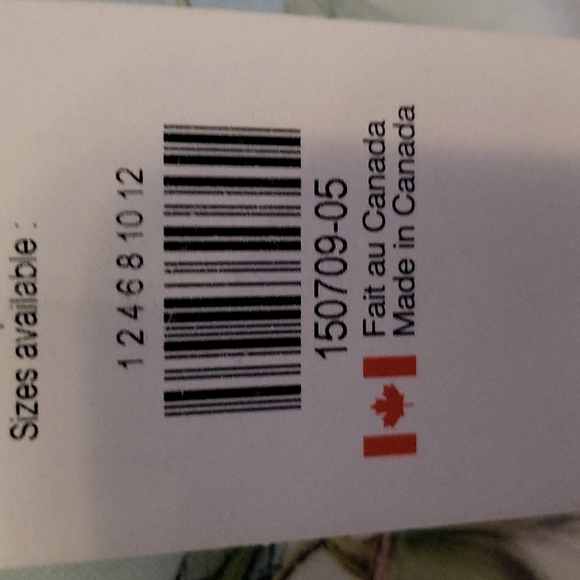 Sizes available :
1 2 4 6 8 10 12
150709-05
Fait au Canada
Made in Canada